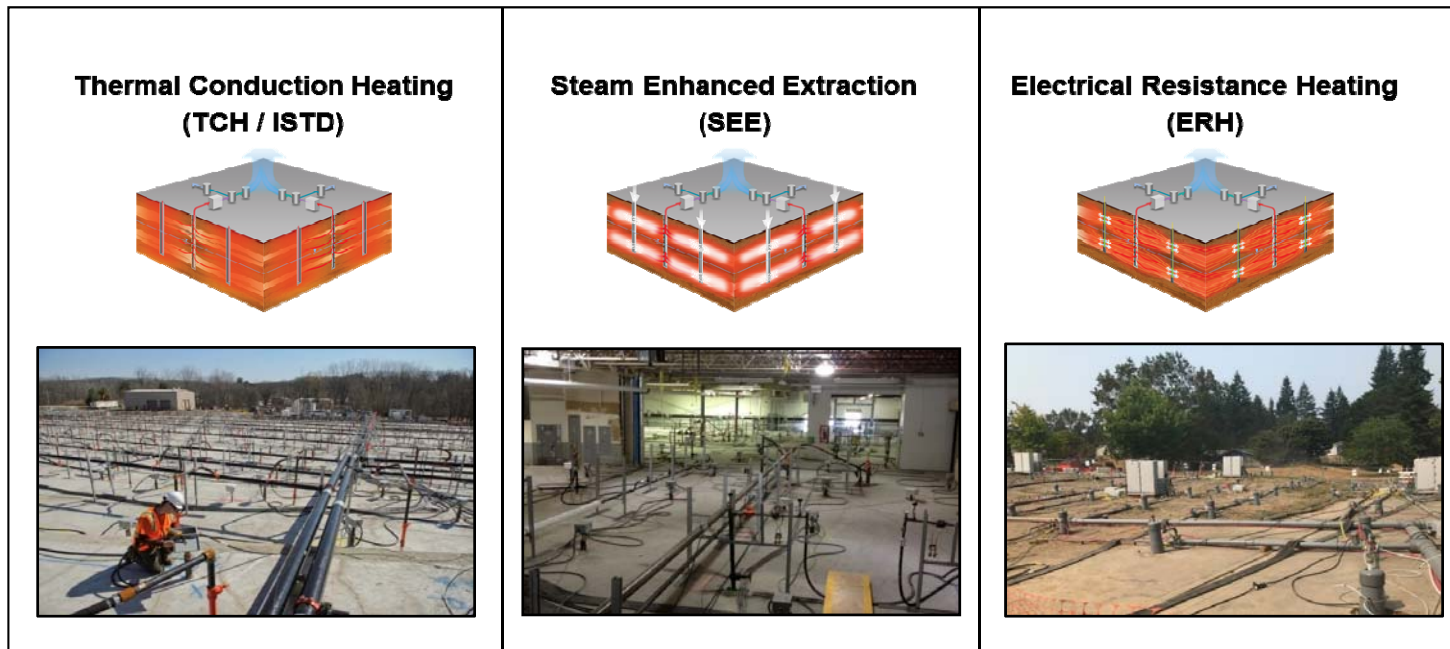 Thermal Conduction Heating
(TCH / ISTD)
Steam Enhanced Extraction
(SEE)
Electrical Resistance Heating
(ERH)